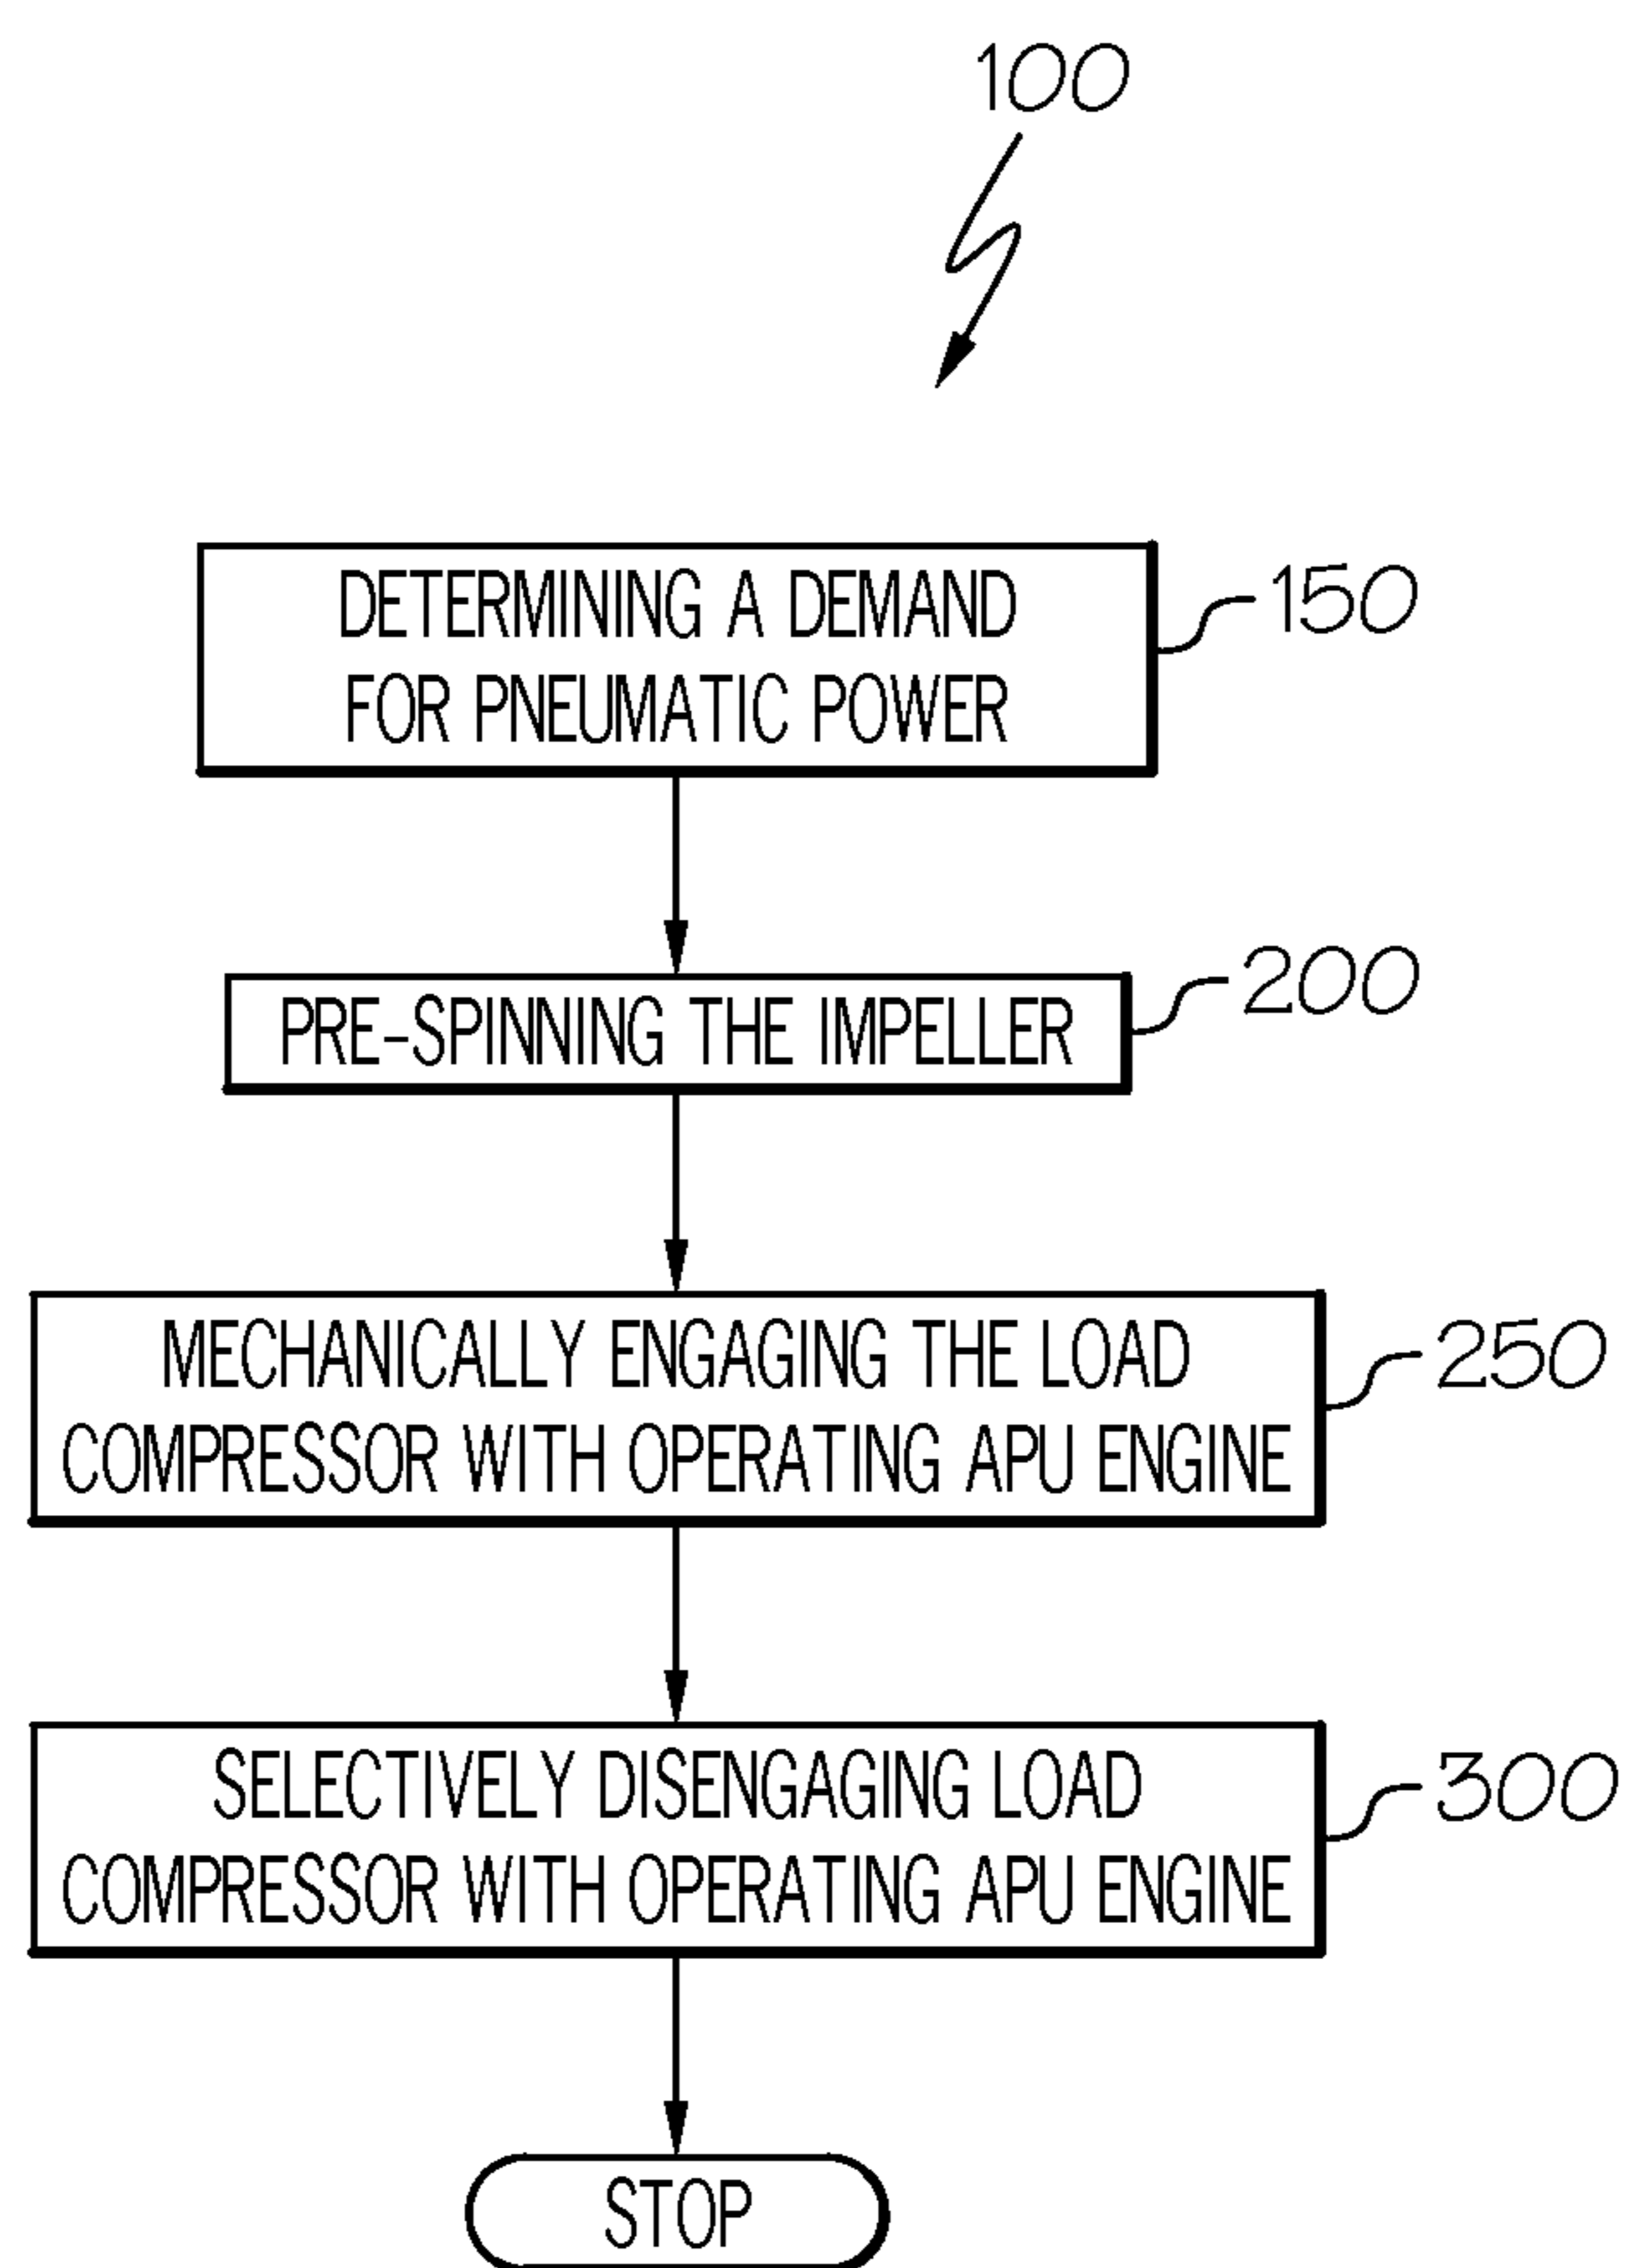 100
DETERMINING A DEMAND
FOR PNEUMATIC POWER
150
PRE-SPINNING THE IMPELLER
200
MECHANICALLY ENGAGING THE LOAD
COMPRESSOR WITH OPERATING APU ENGINE
250
SELECTIVELY DISENGAGING LOAD
COMPRESSOR WITH OPERATING APU ENGINE
300
STOP